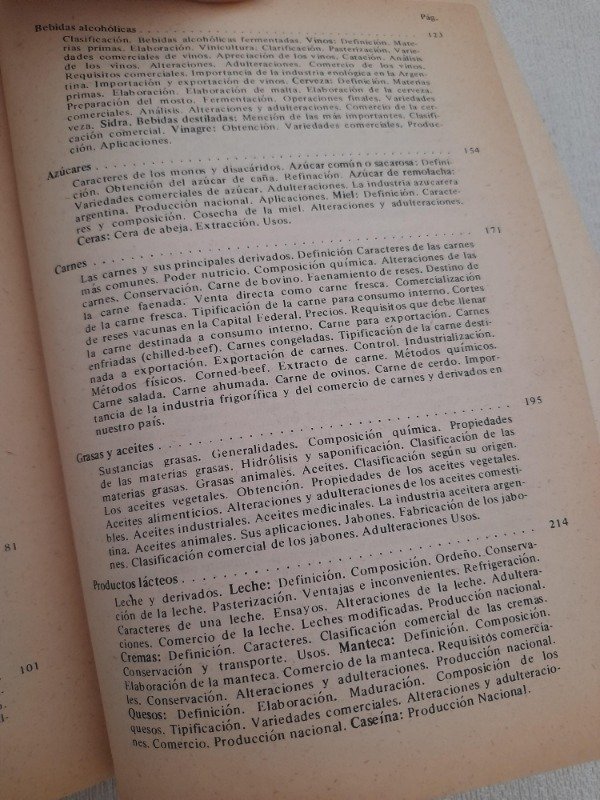 Pág.
Bebidas alcohólicas . . . . . . . . . . . . . . . . . . . . . . . . . . . . . 123
Clasificación. Bebidas alcohólicas fermentadas. Vinos: Definición. Mate-
rias primas. Elaboración. Vinicultura. Clarificación. Pasterización. Varie-
dades comerciales de vinos. Apreciación de los vinos. Catación. Análisis.
de los vinos. Alteraciones. Adulteraciones. Comercio de los vinos.
Requisitos comerciales. Importancia de la industria enológica en la Argen-
tina. Importación y exportación de vinos. Cerveza: Definición. Materias
primas. Elaboración. Elaboración de malta. Elaboración de la cerveza.
Preparación del mosto. Fermentación. Operaciones finales. Variedades
comerciales. Análisis. Alteraciones y adulteraciones. Comercio de la cer-
veza. Sidra. Bebidas destiladas: Mención de las más importantes. Clasifi-
cación comercial. Vinagre: Obtención. Variedades comerciales. Produc-
ción. Aplicaciones.
Azúcares . . . . . . . . . . . . . . . . . . . . . . . . . . . . . 154
Caracteres de los monos y disacáridos. Azúcar común o sacarosa: Defini-
ción. Obtención del azúcar de caña. Refinación. Azúcar de remolacha:
Variedades comerciales de azúcar. Adulteraciones. La industria azucarera
argentina. Producción nacional. Aplicaciones. Miel: Definición. Caracte-
res y composición. Cosecha de la miel. Alteraciones y adulteraciones.
Ceras: Cera de abeja. Extracción. Usos.
Carnes . . . . . . . . . . . . . . . . . . . . . . . . . . . . . 171
Las carnes y sus principales derivados. Definición Caracteres de las carnes
más comunes. Poder nutricio. Composición química. Alteraciones de las
carnes. Conservación. Carne de bovino. Faenamiento de reses. Destino de
la carne faenada. Venta directa como carne fresca. Comercialización
de la carne fresca. Tipificación de la carne para consumo interno. Cortes
de reses vacunas en la Capital Federal. Precios. Requisitos que debe llenar
la carne destinada a consumo interno. Carne para exportación. Carnes
enfriadas (chilled-beef). Carnes congeladas. Tipificación de la carne desti-
nada a exportación. Exportación de carnes. Control. Industrialización.
Métodos físicos. Corned-beef. Extracto de carne. Métodos químicos.
Carne salada. Carne ahumada. Carne de ovinos. Carne de cerdo. Impor-
tancia de la industria frigorífica y del comercio de carnes y derivados en
nuestro país.
Grasas y aceites . . . . . . . . . . . . . . . . . . . . . . . . . . . . . 195
Sustancias grasas. Generalidades. Composición química. Propiedades
de las materias grasas. Hidrólisis y saponificación. Clasificación de las
materias grasas. Grasas animales. Aceites. Clasificación según su origen.
Los aceites vegetales. Obtención. Propiedades de los aceites vegetales.
Aceites alimenticios. Alteraciones y adulteraciones de los aceites comesti-
bles. Aceites industriales. Aceites medicinales. La industria aceitera argen-
tina. Aceites animales. Sus aplicaciones. Jabones. Fabricación de los jabo-
nes. Clasificación comercial de los jabones. Adulteraciones Usos.
Productos lácteos . . . . . . . . . . . . . . . . . . . . . . . . . . . . . 214
Leche y derivados. Leche: Definición. Composición. Ordeño. Conserva-
ción de la leche. Pasterización. Ventajas e inconvenientes. Refrigeración.
Caracteres de una leche. Ensayos. Alteraciones de la leche. Adultera-
ciones. Comercio de la leche. Leches modificadas. Producción nacional.
Cremas: Definición. Caracteres. Clasificación comercial de las cremas.
Conservación y transporte. Usos. Manteca: Definición. Composición.
Elaboración de la manteca. Comercio de la manteca. Requisitos comercia-
les. Conservación. Alteraciones y adulteraciones. Producción nacional.
Quesos: Definición. Elaboración. Maduración. Composición de los
quesos. Tipificación. Variedades comerciales. Alteraciones y adulteracio-
nes. Comercio. Producción nacional. Caseína: Producción Nacional.
81
101